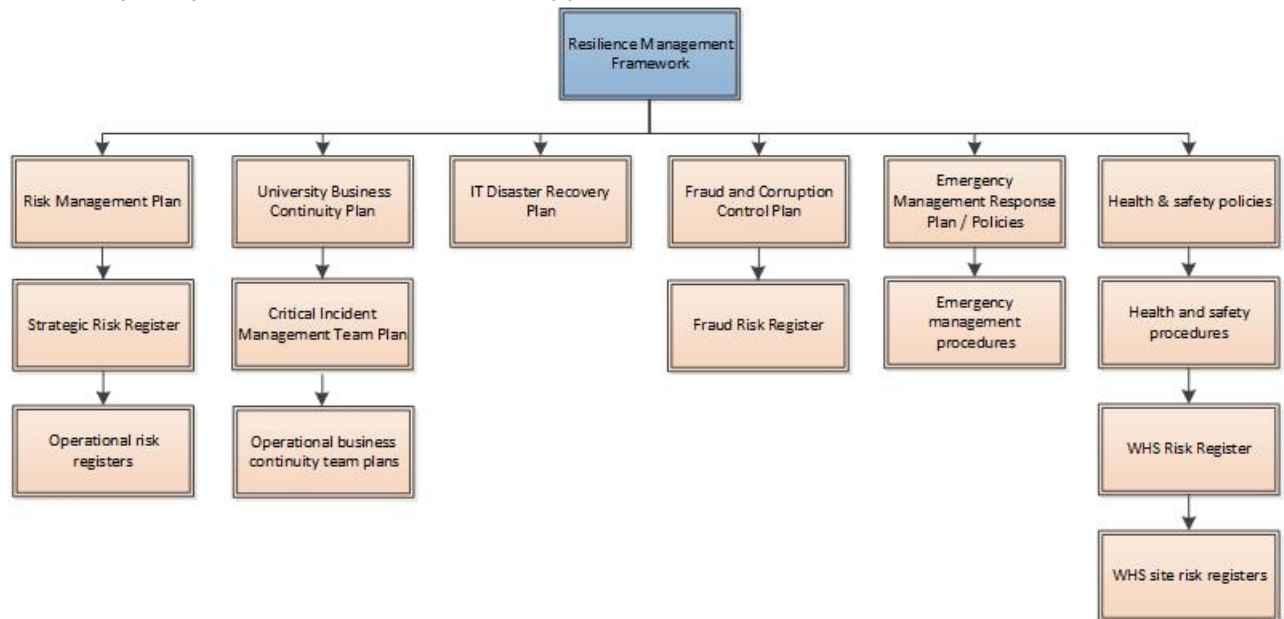 Resilience Management
Framework
Risk Management Plan
University Business
Continuity Plan
IT Disaster Recovery
Plan
Fraud and Corruption
Control Plan
Emergency
Management Response
Plan / Policies
Health & safety policies
Strategic Risk Register
Critical Incident
Management Team Plan
Fraud Risk Register
Emergency
management
procedures
Health and safety
procedures
Operational risk
registers
Operational business
continuity team plans
WHS Risk Register
WHS site risk registers